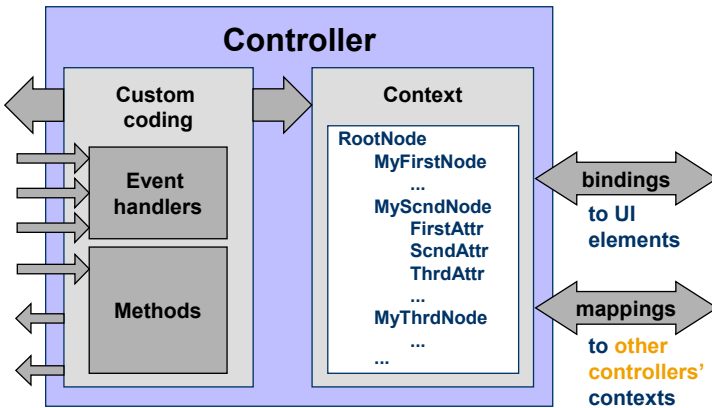 Controller
Custom
coding
Event
handlers
Methods
Context
RootNode
MyFirstNode
...
MyScndNode
FirstAttr
ScndAttr
ThrdAttr
...
MyThrdNode
...
...
bindings
to UI
elements
mappings
to other
controllers’
contexts